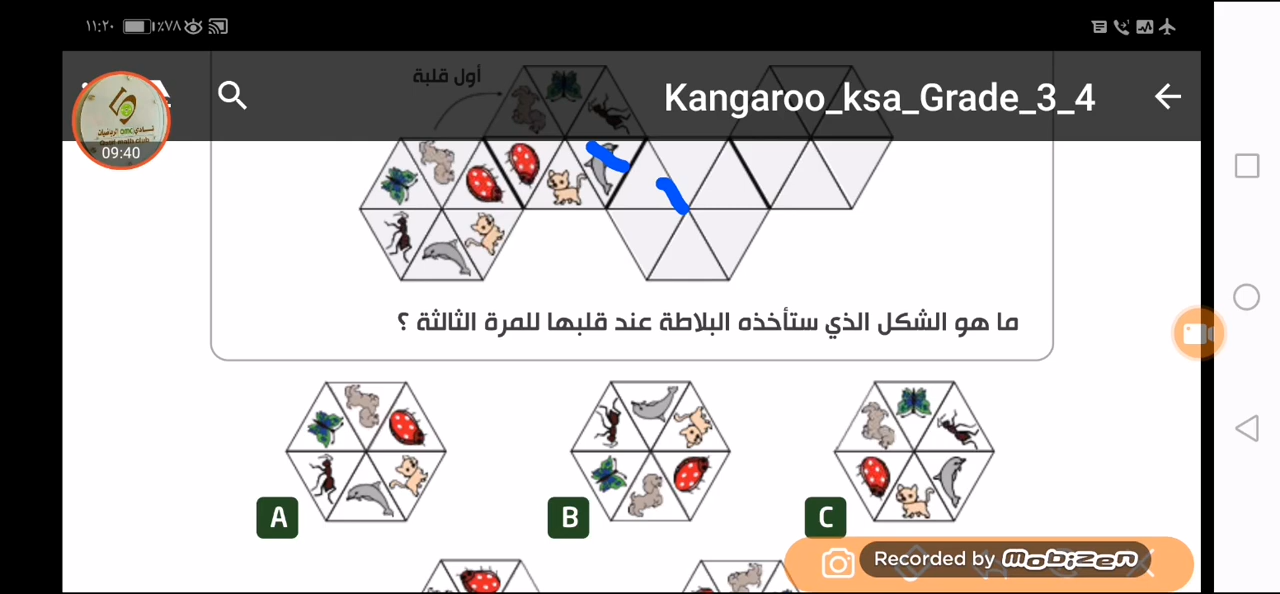 ١١:٢٠ ٪٧٨
Kangaroo_ksa_Grade_3_4
أول قلبة
09:40
ما هو الشكل الذي ستأخذه البلاطة عند قلبها للمرة الثالثة ؟
A
B
C
Recorded by mobizen